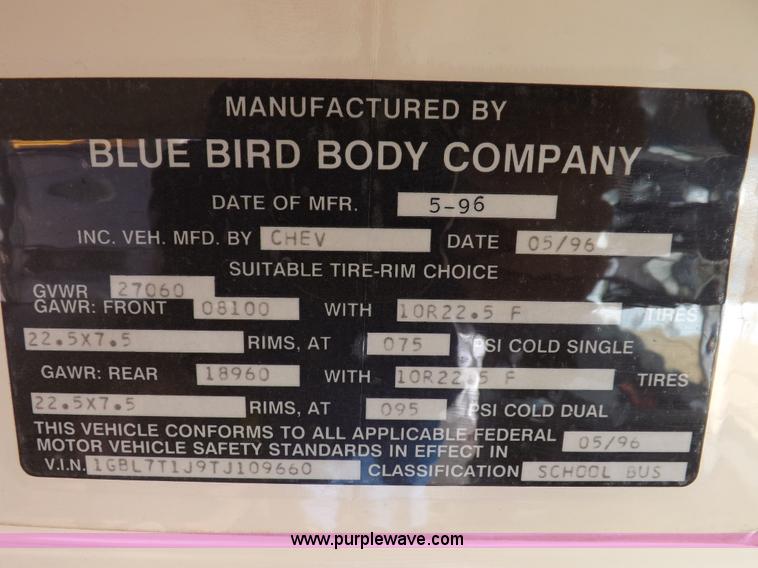 MANUFACTURED BY
BLUE BIRD BODY COMPANY
DATE OF MFR. 5-96
INC. VEH. MFD. BY CHEV DATE 05/96
SUITABLE TIRE-RIM CHOICE
GVWR 27060
GAWR: FRONT 08100 WITH 10R22.5 F TIRES
22.5X7.5 RIMS, AT 075 PSI COLD SINGLE
GAWR: REAR 18960 WITH 10R22.5 F TIRES
22.5X7.5 RIMS, AT 095 PSI COLD DUAL
THIS VEHICLE CONFORMS TO ALL APPLICABLE FEDERAL
MOTOR VEHICLE SAFETY STANDARDS IN EFFECT IN 05/96
V.I.N. 1GBL7T1J9TJ109660 CLASSIFICATION SCHOOL BUS
www.purplewave.com